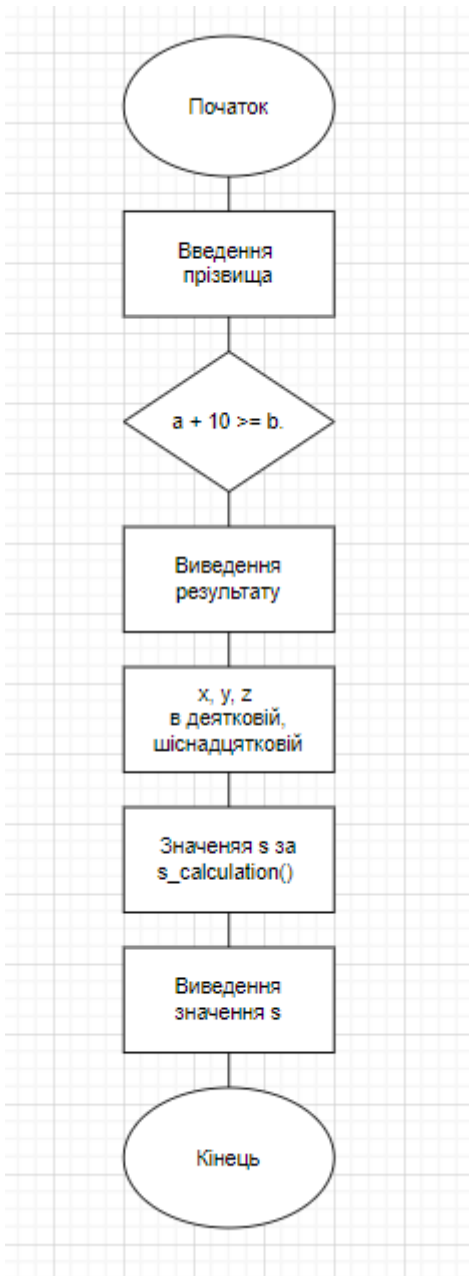 Початок
Введення
прізвища
a + 10 >= b.
Виведення
результату
x, y, z
в деятковій,
шіснадцятковій
Значеняя s за
s_calculation()
Виведення
значення s
Кінець